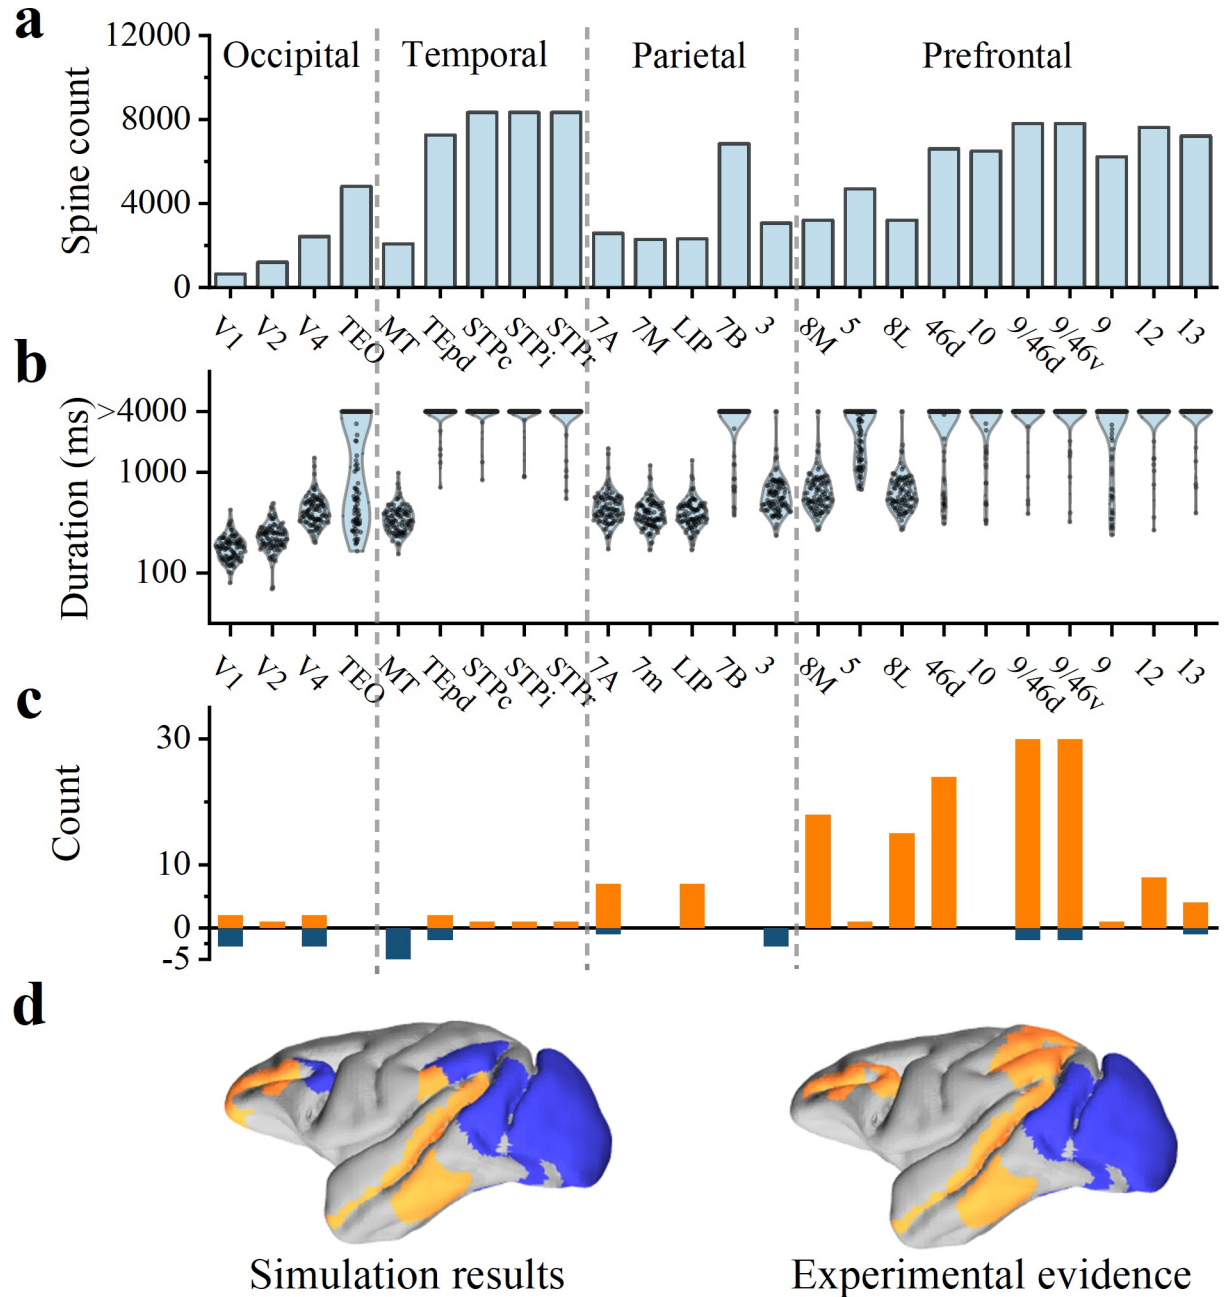 a
Occipital Temporal Parietal Prefrontal
Spine count
12000
8000
4000
0
V1 V2 V4 TEO MT TEpd STPc STPi STPr 7A 7M LIP 7B 3 8M 5 8L 46d 10 9/46d 9/46v 9 12 13
b
Duration (ms)
>4000
1000
100
V1 V2 V4 TEO MT TEpd STPc STPi STPr 7A 7m LIP 7B 3 8M 5 8L 46d 10 9/46d 9/46v 9 12 13
c
Count
30
10
0
-5
d
Simulation results Experimental evidence